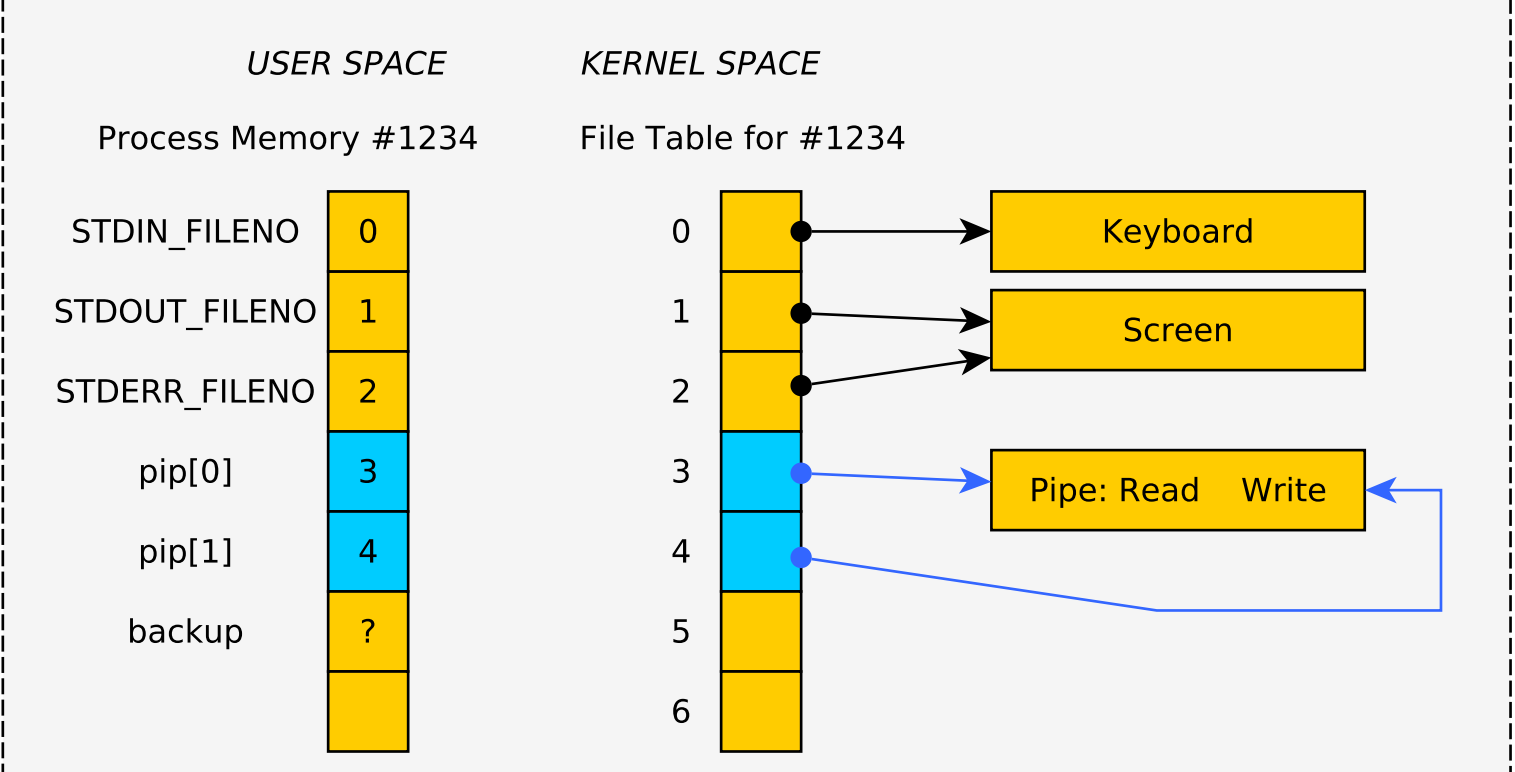 USER SPACE
KERNEL SPACE
Process Memory #1234
File Table for #1234
STDIN_FILENO 0
0
Keyboard
STDOUT_FILENO 1
1
Screen
STDERR_FILENO 2
2
pip[0] 3
3
Pipe: Read Write
pip[1] 4
4
backup ?
5
6